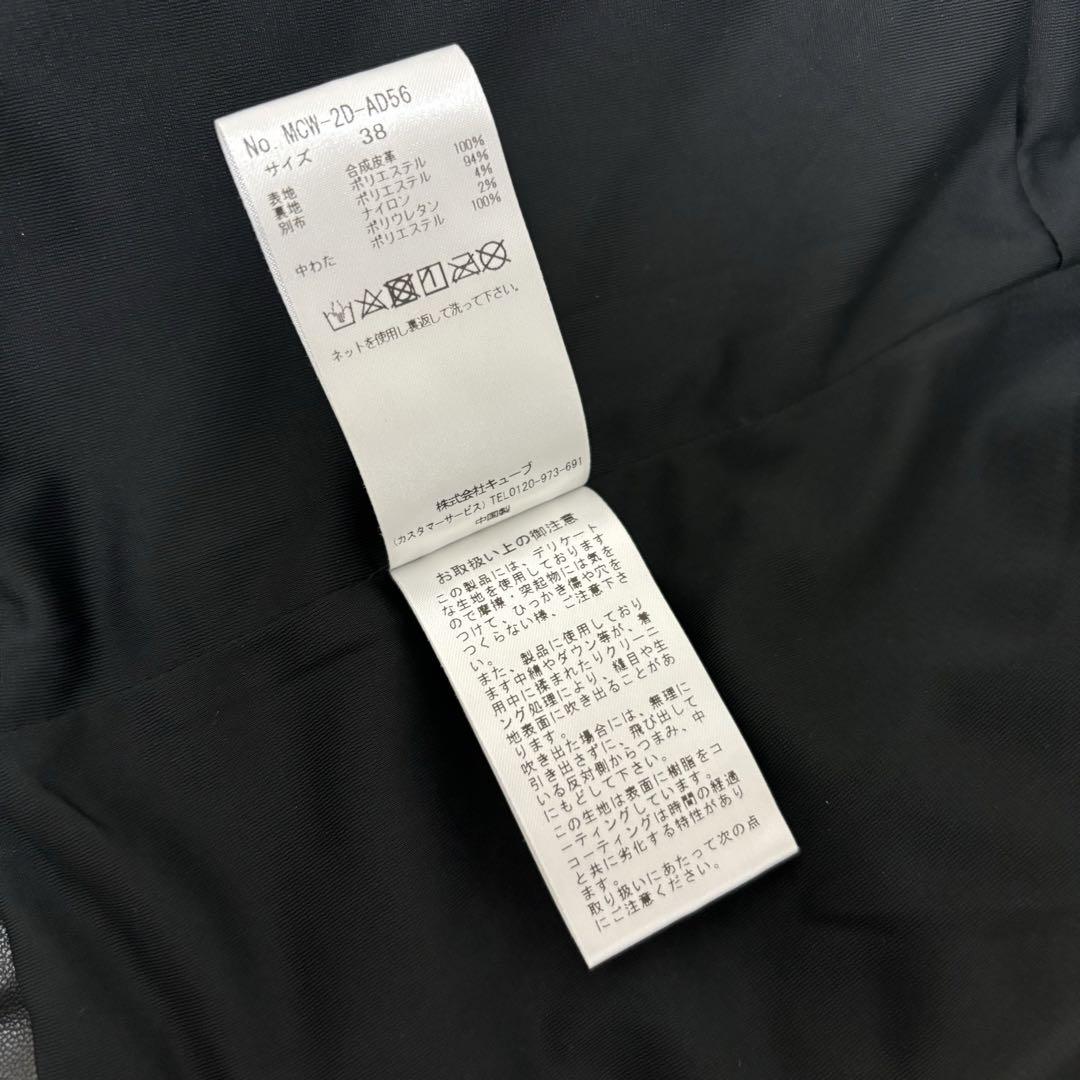 No. MCW-2D-AD56
サイズ 38
表地 合成皮革 100%
裏地 ポリエステル 94%
別布 ポリエステル 4%
ナイロン 2%
ポリウレタン 100%
中わた ポリエステル
ネットを使用し裏返して洗って下さい。
株式会社キューブ
(カスタマーサービス) TEL0120-973-691
中国製
お取扱い上の御注意
この製品には、デリケート
な生地を使用しております
ので摩擦・突起物には気を
つけて、ひっかき傷や穴を
つくらない様、ご注意下さ
い。
また、製品に使用しており
ます中綿やダウン等が、着
用中に揉まれたりクリーニ
ング処理により、縫目や生
地表面に吹き出ることがあ
ります。
吹き出た場合には、無理に
引き出さずに、飛び出して
いる反対側からつまみ、中
にもどして下さい。
この生地は表面に樹脂をコ
ーティングしています。
コーティングは時間の経過
と共に劣化する特性があり
ます。
取り扱いにあたって次の点
にご注意ください。